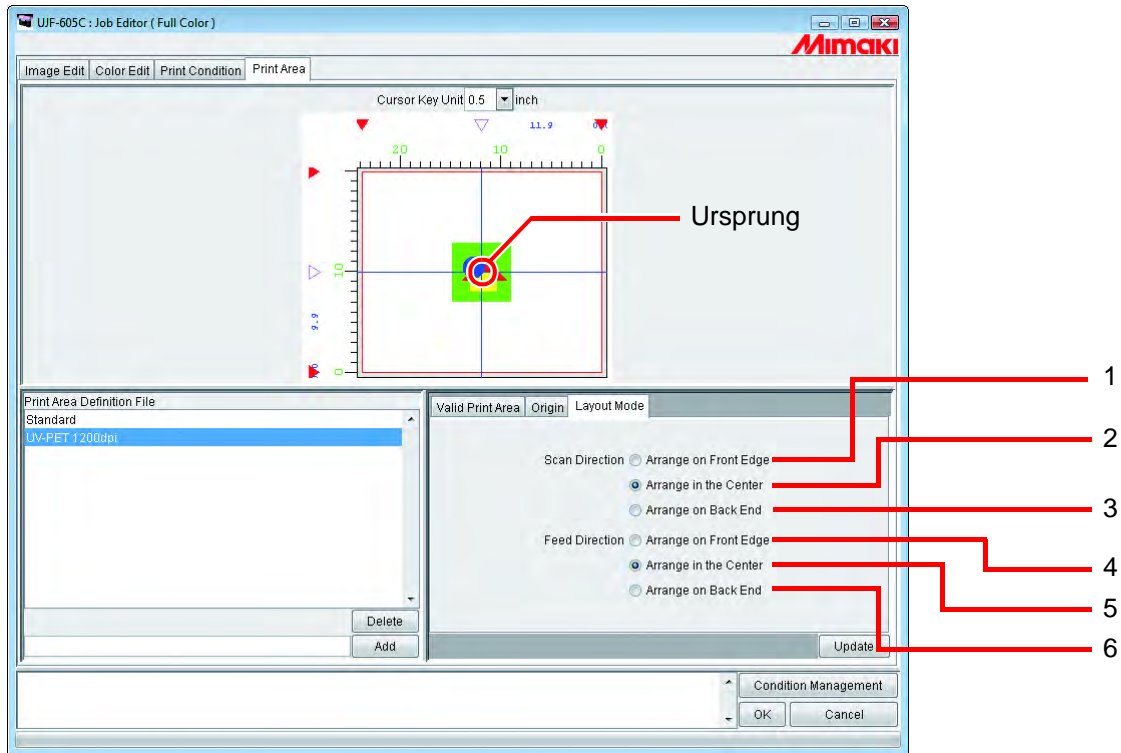 UJF-605C : Job Editor ( Full Color )
Mimaki
Image Edit Color Edit Print Condition Print Area
Cursor Key Unit 0.5 inch
11.9
20 10 0
Ursprung
10
9.9
0
Print Area Definition File
Standard
UV-PET 1200dpi
Delete
Add
Valid Print Area Origin Layout Mode
Scan Direction Arrange on Front Edge
Arrange in the Center
Arrange on Back End
Feed Direction Arrange on Front Edge
Arrange in the Center
Arrange on Back End
Update
1
2
3
4
5
6
Condition Management
OK Cancel